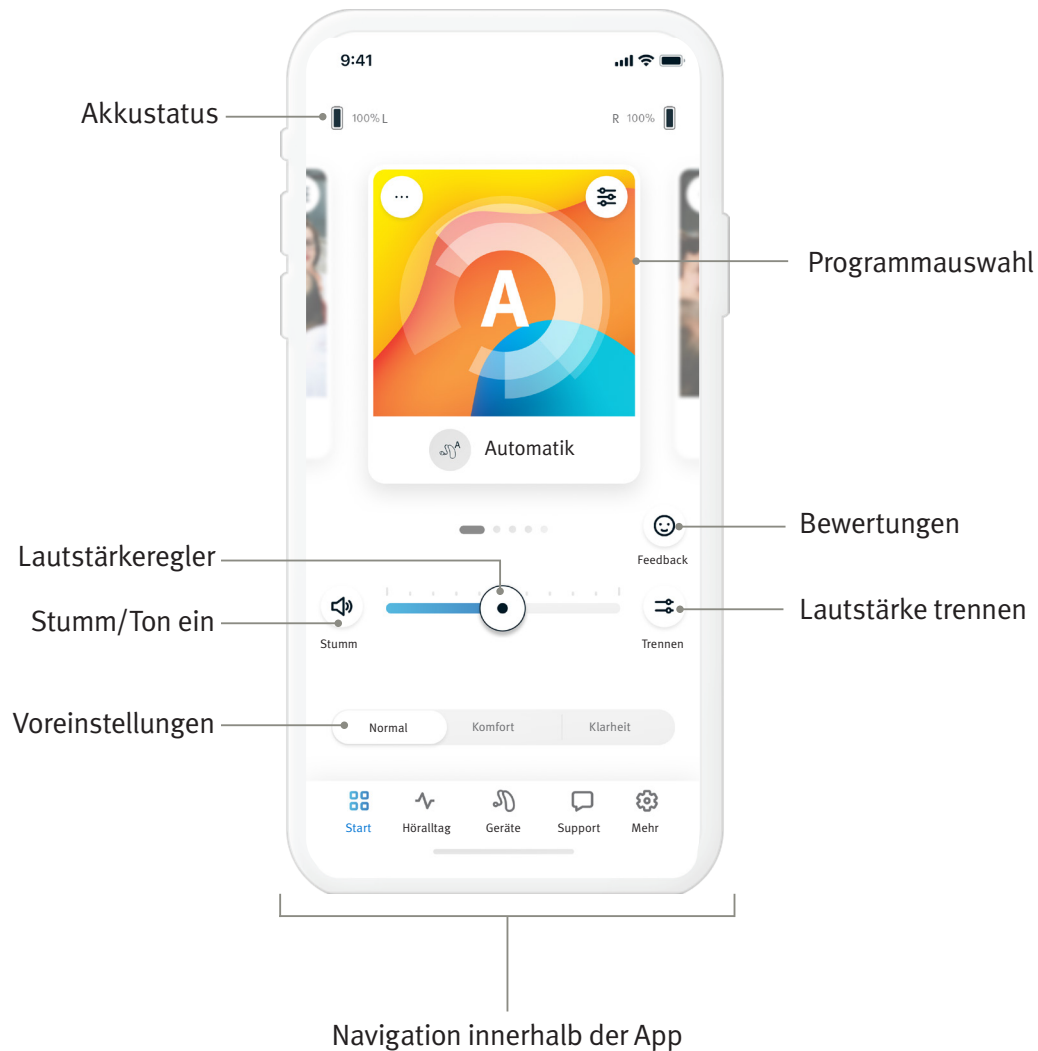 9:41
Akkustatus
100% L
R 100%
A
Programmauswahl
A
Automatik
Bewertungen
Feedback
Lautstärkeregler
Stumm/Ton ein
Stumm
Lautstärke trennen
Trennen
Voreinstellungen
Normal Komfort Klarheit
Start Höralltag Geräte Support Mehr
Navigation innerhalb der App